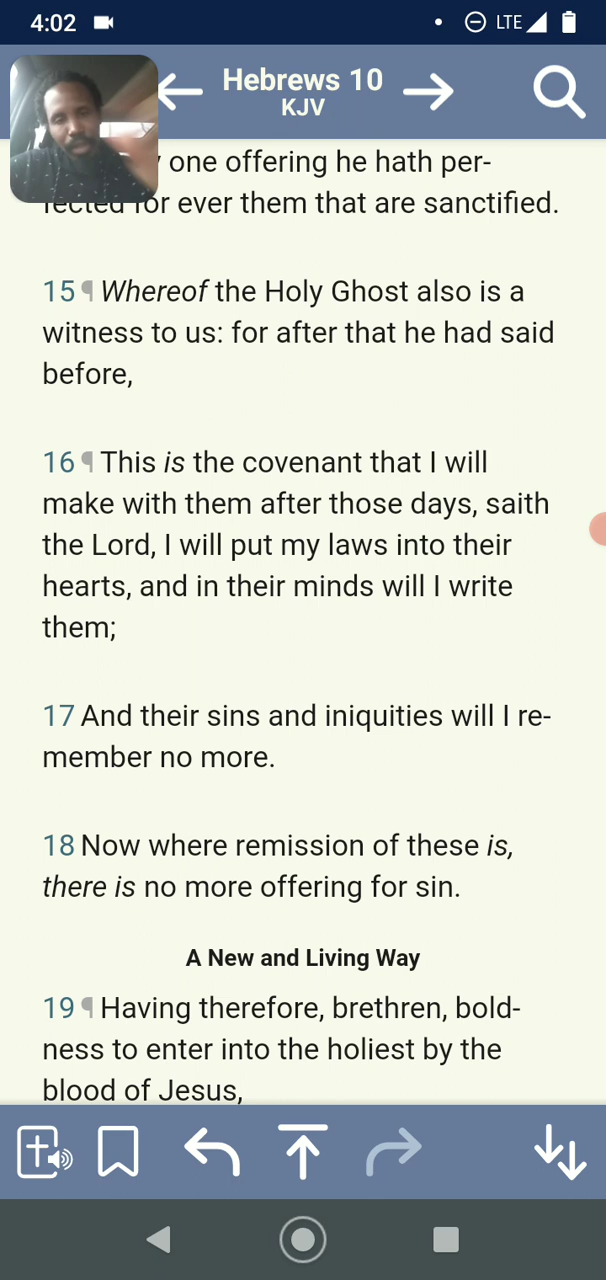 4:02 LTE
Hebrews 10
KJV
one offering he hath per-
fected for ever them that are sanctified.
15 ¶ Whereof the Holy Ghost also is a
witness to us: for after that he had said
before,
16 ¶ This is the covenant that I will
make with them after those days, saith
the Lord, I will put my laws into their
hearts, and in their minds will I write
them;
17 And their sins and iniquities will I re-
member no more.
18 Now where remission of these is,
there is no more offering for sin.
A New and Living Way
19 ¶ Having therefore, brethren, bold-
ness to enter into the holiest by the
blood of Jesus,